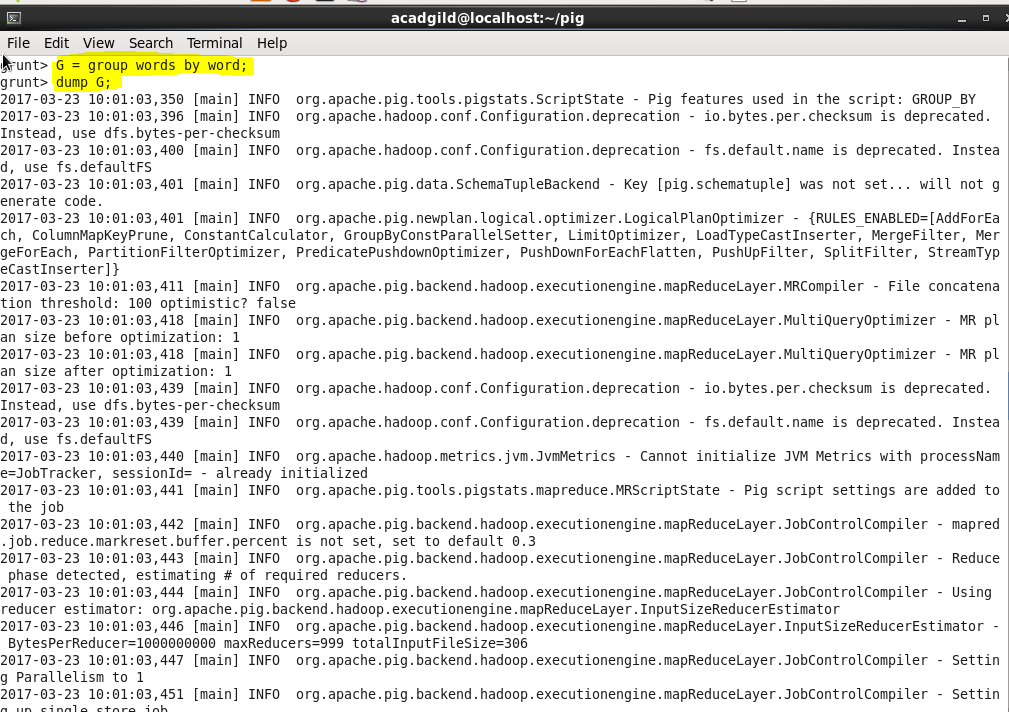 acadgild@localhost:~/pig
File Edit View Search Terminal Help
grunt> G = group words by word;
grunt> dump G;
2017-03-23 10:01:03,350 [main] INFO  org.apache.pig.tools.pigstats.ScriptState - Pig features used in the script: GROUP_BY
2017-03-23 10:01:03,396 [main] INFO  org.apache.hadoop.conf.Configuration.deprecation - io.bytes.per.checksum is deprecated.
Instead, use dfs.bytes-per-checksum
2017-03-23 10:01:03,400 [main] INFO  org.apache.hadoop.conf.Configuration.deprecation - fs.default.name is deprecated. Instea
d, use fs.defaultFS
2017-03-23 10:01:03,401 [main] INFO  org.apache.pig.data.SchemaTupleBackend - Key [pig.schematuple] was not set... will not g
enerate code.
2017-03-23 10:01:03,401 [main] INFO  org.apache.pig.newplan.logical.optimizer.LogicalPlanOptimizer - {RULES_ENABLED=[AddForEa
ch, ColumnMapKeyPrune, ConstantCalculator, GroupByConstParallelSetter, LimitOptimizer, LoadTypeCastInserter, MergeFilter, Mer
geForEach, PartitionFilterOptimizer, PredicatePushdownOptimizer, PushDownForEachFlatten, PushUpFilter, SplitFilter, StreamTyp
eCastInserter]}
2017-03-23 10:01:03,411 [main] INFO  org.apache.pig.backend.hadoop.executionengine.mapReduceLayer.MRCompiler - File concatena
tion threshold: 100 optimistic? false
2017-03-23 10:01:03,418 [main] INFO  org.apache.pig.backend.hadoop.executionengine.mapReduceLayer.MultiQueryOptimizer - MR pl
an size before optimization: 1
2017-03-23 10:01:03,418 [main] INFO  org.apache.pig.backend.hadoop.executionengine.mapReduceLayer.MultiQueryOptimizer - MR pl
an size after optimization: 1
2017-03-23 10:01:03,439 [main] INFO  org.apache.hadoop.conf.Configuration.deprecation - io.bytes.per.checksum is deprecated.
Instead, use dfs.bytes-per-checksum
2017-03-23 10:01:03,439 [main] INFO  org.apache.hadoop.conf.Configuration.deprecation - fs.default.name is deprecated. Instea
d, use fs.defaultFS
2017-03-23 10:01:03,440 [main] INFO  org.apache.hadoop.metrics.jvm.JvmMetrics - Cannot initialize JVM Metrics with processNam
e=JobTracker, sessionId= - already initialized
2017-03-23 10:01:03,441 [main] INFO  org.apache.pig.tools.pigstats.mapreduce.MRScriptState - Pig script settings are added to
 the job
2017-03-23 10:01:03,442 [main] INFO  org.apache.pig.backend.hadoop.executionengine.mapReduceLayer.JobControlCompiler - mapred
.job.reduce.markreset.buffer.percent is not set, set to default 0.3
2017-03-23 10:01:03,443 [main] INFO  org.apache.pig.backend.hadoop.executionengine.mapReduceLayer.JobControlCompiler - Reduce
 phase detected, estimating # of required reducers.
2017-03-23 10:01:03,444 [main] INFO  org.apache.pig.backend.hadoop.executionengine.mapReduceLayer.JobControlCompiler - Using
reducer estimator: org.apache.pig.backend.hadoop.executionengine.mapReduceLayer.InputSizeReducerEstimator
2017-03-23 10:01:03,446 [main] INFO  org.apache.pig.backend.hadoop.executionengine.mapReduceLayer.InputSizeReducerEstimator -
 BytesPerReducer=1000000000 maxReducers=999 totalInputFileSize=306
2017-03-23 10:01:03,447 [main] INFO  org.apache.pig.backend.hadoop.executionengine.mapReduceLayer.JobControlCompiler - Settin
g Parallelism to 1
2017-03-23 10:01:03,451 [main] INFO  org.apache.pig.backend.hadoop.executionengine.mapReduceLayer.JobControlCompiler - Settin
g up single store job